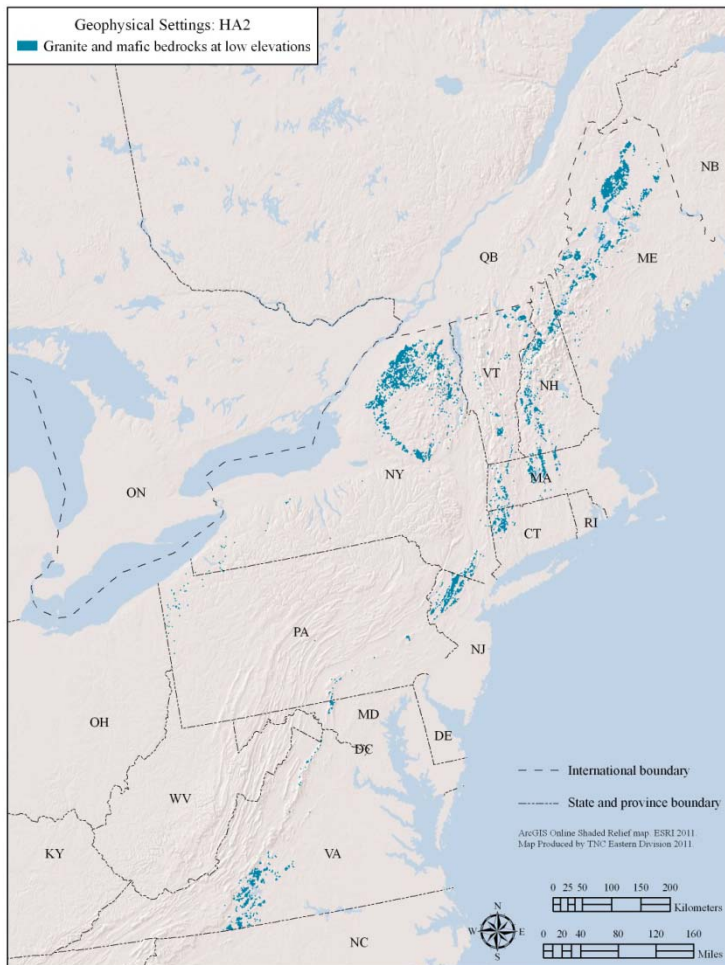 Geophysical Settings: HA2
Granite and mafic bedrocks at low elevations
NB
QB
ME
VT
NH
NY
MA
ON
CT
RI
PA
NJ
OH
MD
DE
DC
WV
KY
VA
NC
International boundary
State and province boundary
ArcGIS Online Shaded Relief map. ESRI 2011.
Map Produced by TNC Eastern Division 2011.
0 25 50 100 150 200
Kilometers
N
W E
S
0 20 40 80 120 160
Miles